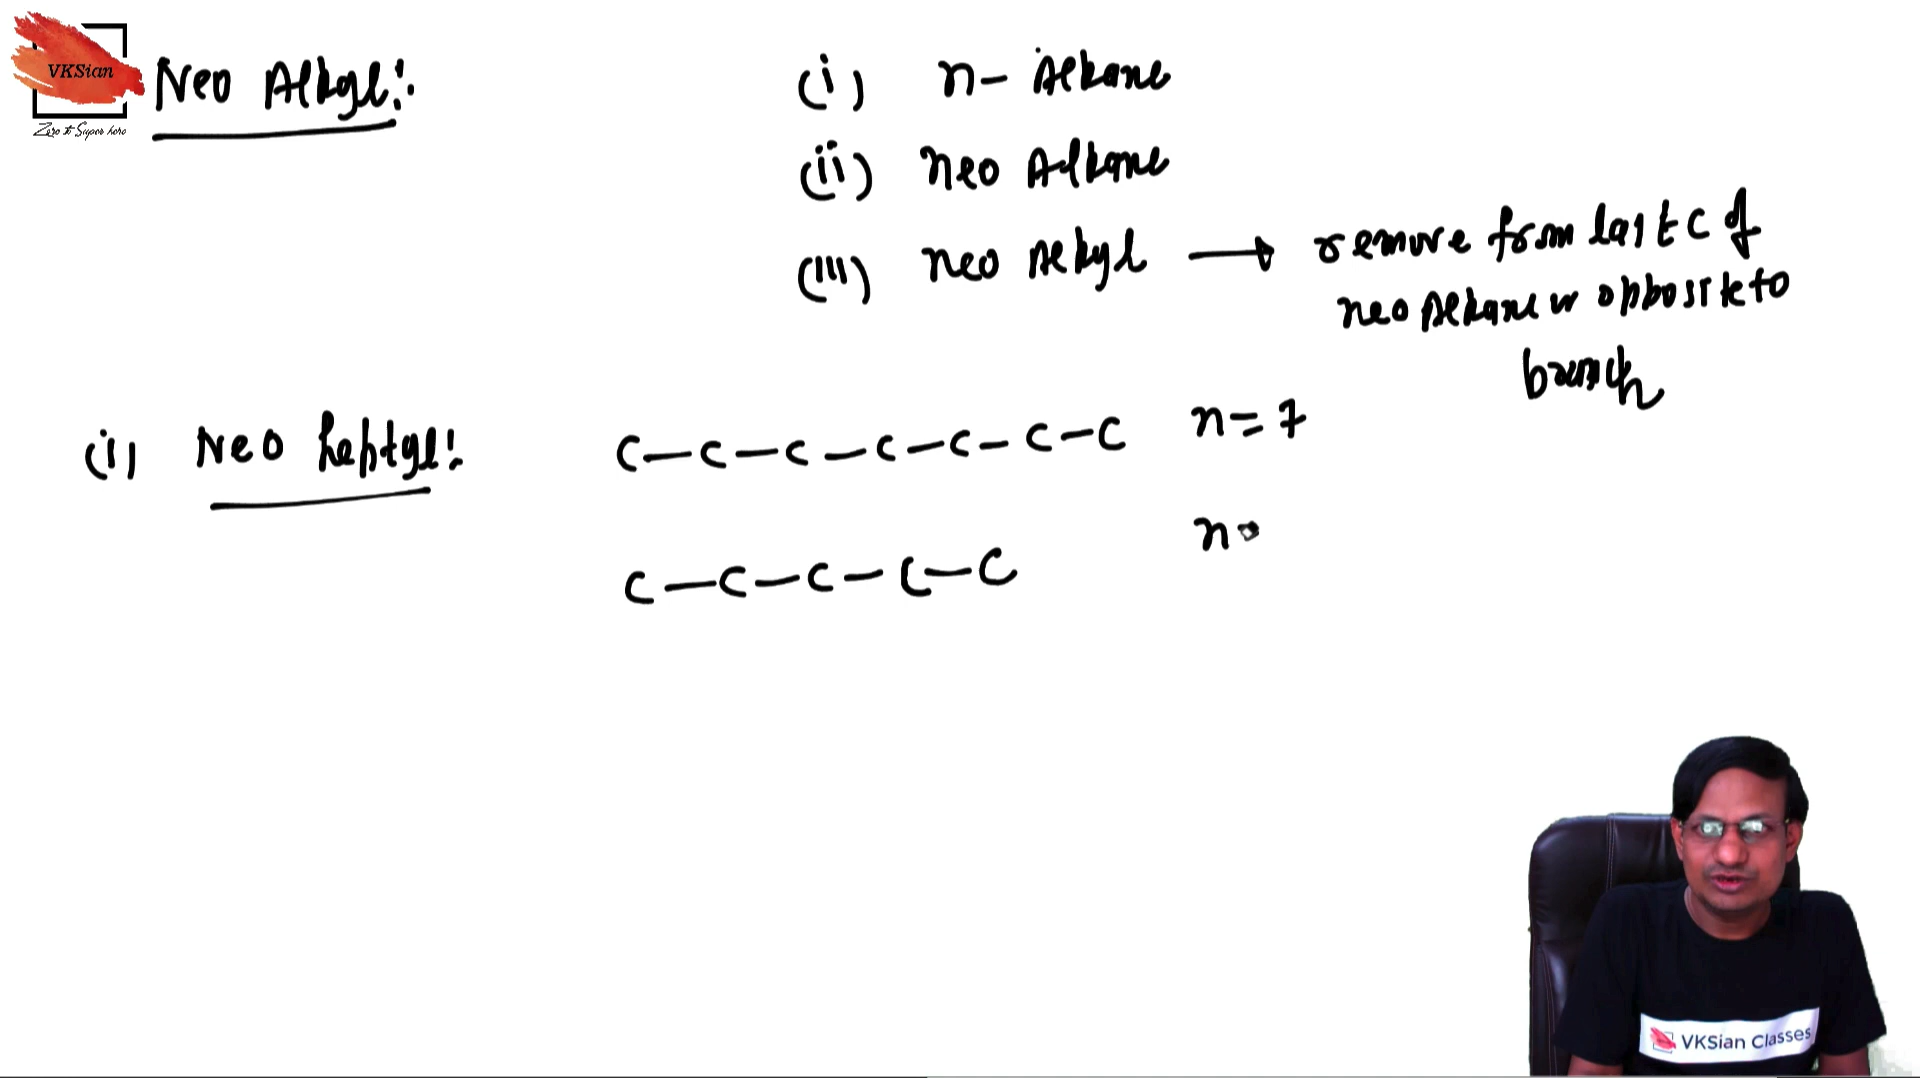 VKSian
Zero to Super hero
Neo Alkyl:
(i) n- Alkane
(ii) neo Alkane
(iii) neo Alkyl → remove from last C of
neo Alkane or opposite to
branch
(i) Neo heptyl:
C-C-C-C-C-C-C n=7
n=
C-C-C-C-C
VKSian Classes